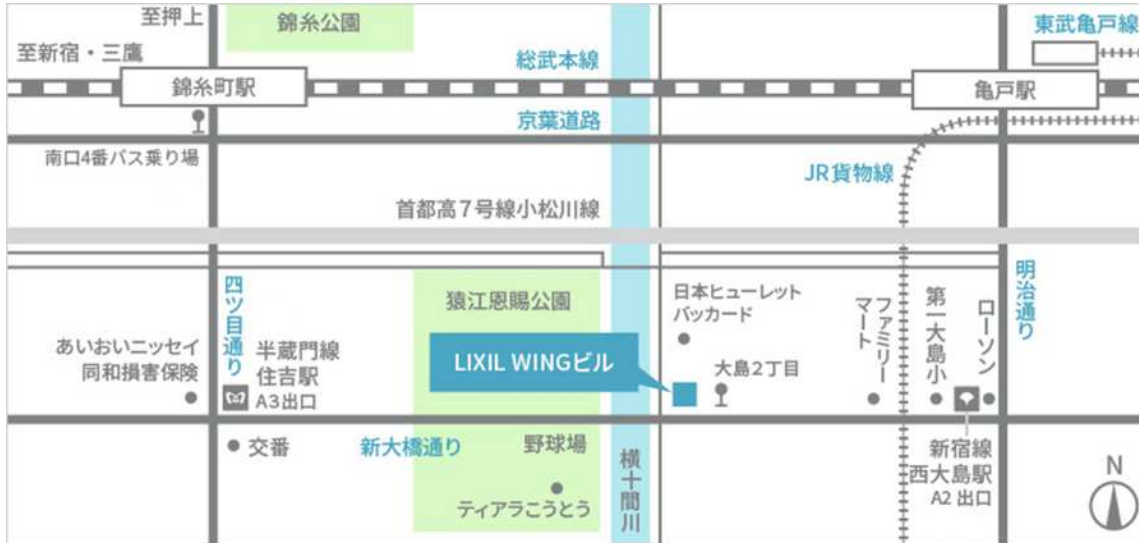 至押上
錦糸公園
東武亀戸線
至新宿・三鷹
総武本線
錦糸町駅
亀戸駅
京葉道路
南口4番バス乗り場
JR貨物線
首都高7号線小松川線
四ツ目通り
猿江恩賜公園
日本ヒューレット
パッカード
ファミリー
マート
第一大島小
ローソン
明治通り
あいおいニッセイ
同和損害保険
半蔵門線
住吉駅
A3出口
LIXIL WINGビル
大島2丁目
交番
新大橋通り
野球場
横十間川
新宿線
西大島駅
A2 出口
ティアラこうとう
N